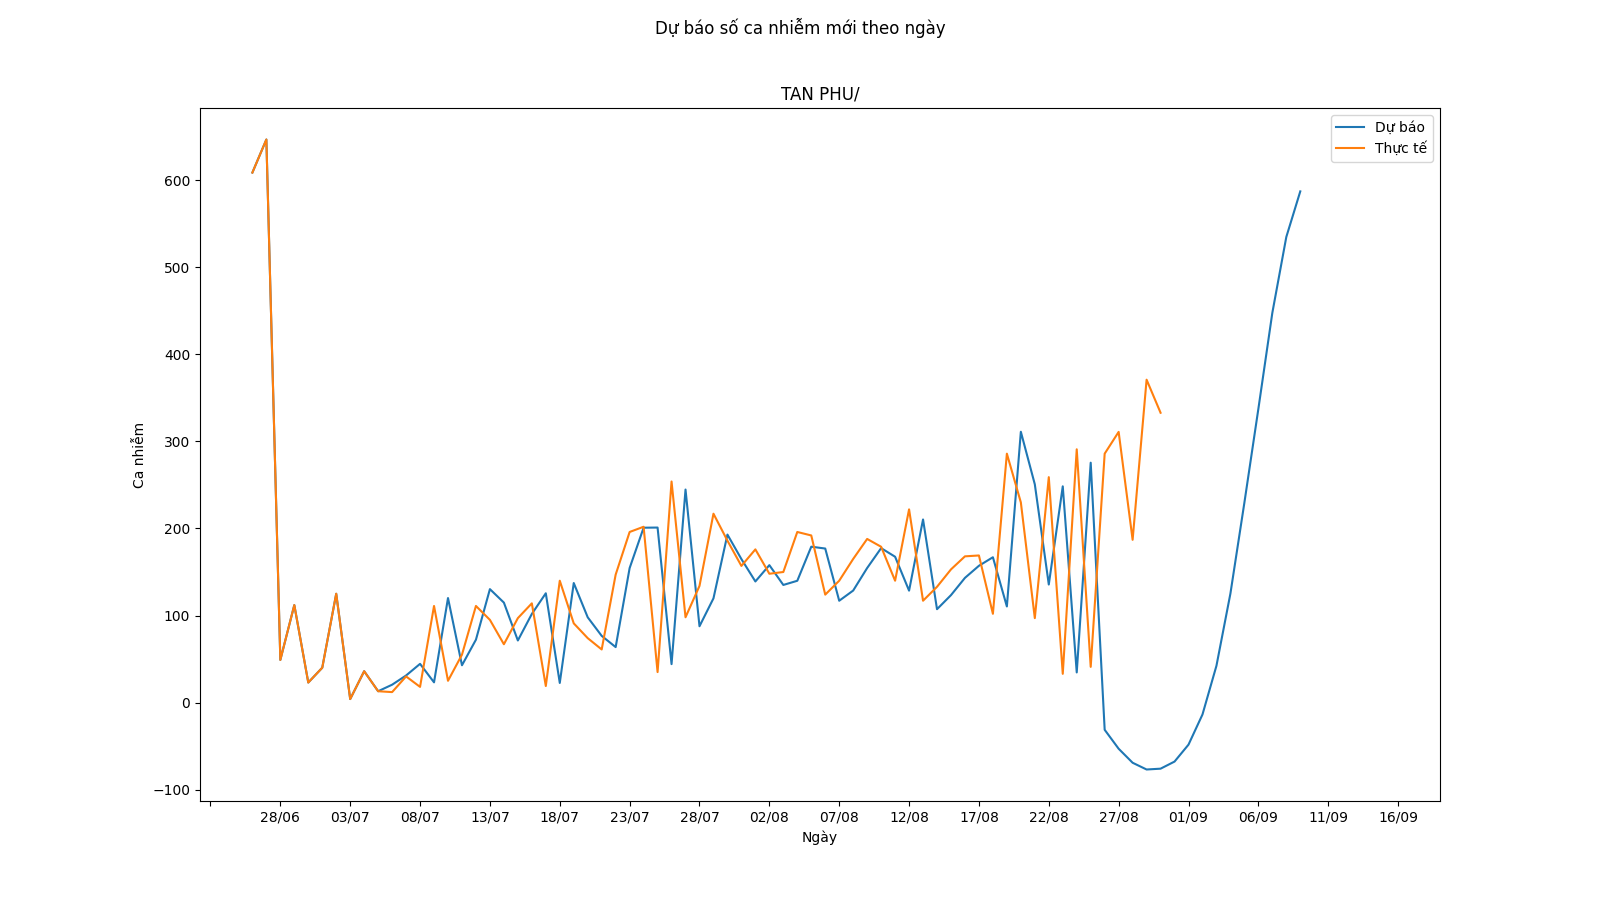 Dự báo số ca nhiễm mới theo ngày
TAN PHU/
Dự báo
Thực tế
600
500
400
300
200
100
0
−100
Ca nhiễm
28/06 03/07 08/07 13/07 18/07 23/07 28/07 02/08 07/08 12/08 17/08 22/08 27/08 01/09 06/09 11/09 16/09
Ngày